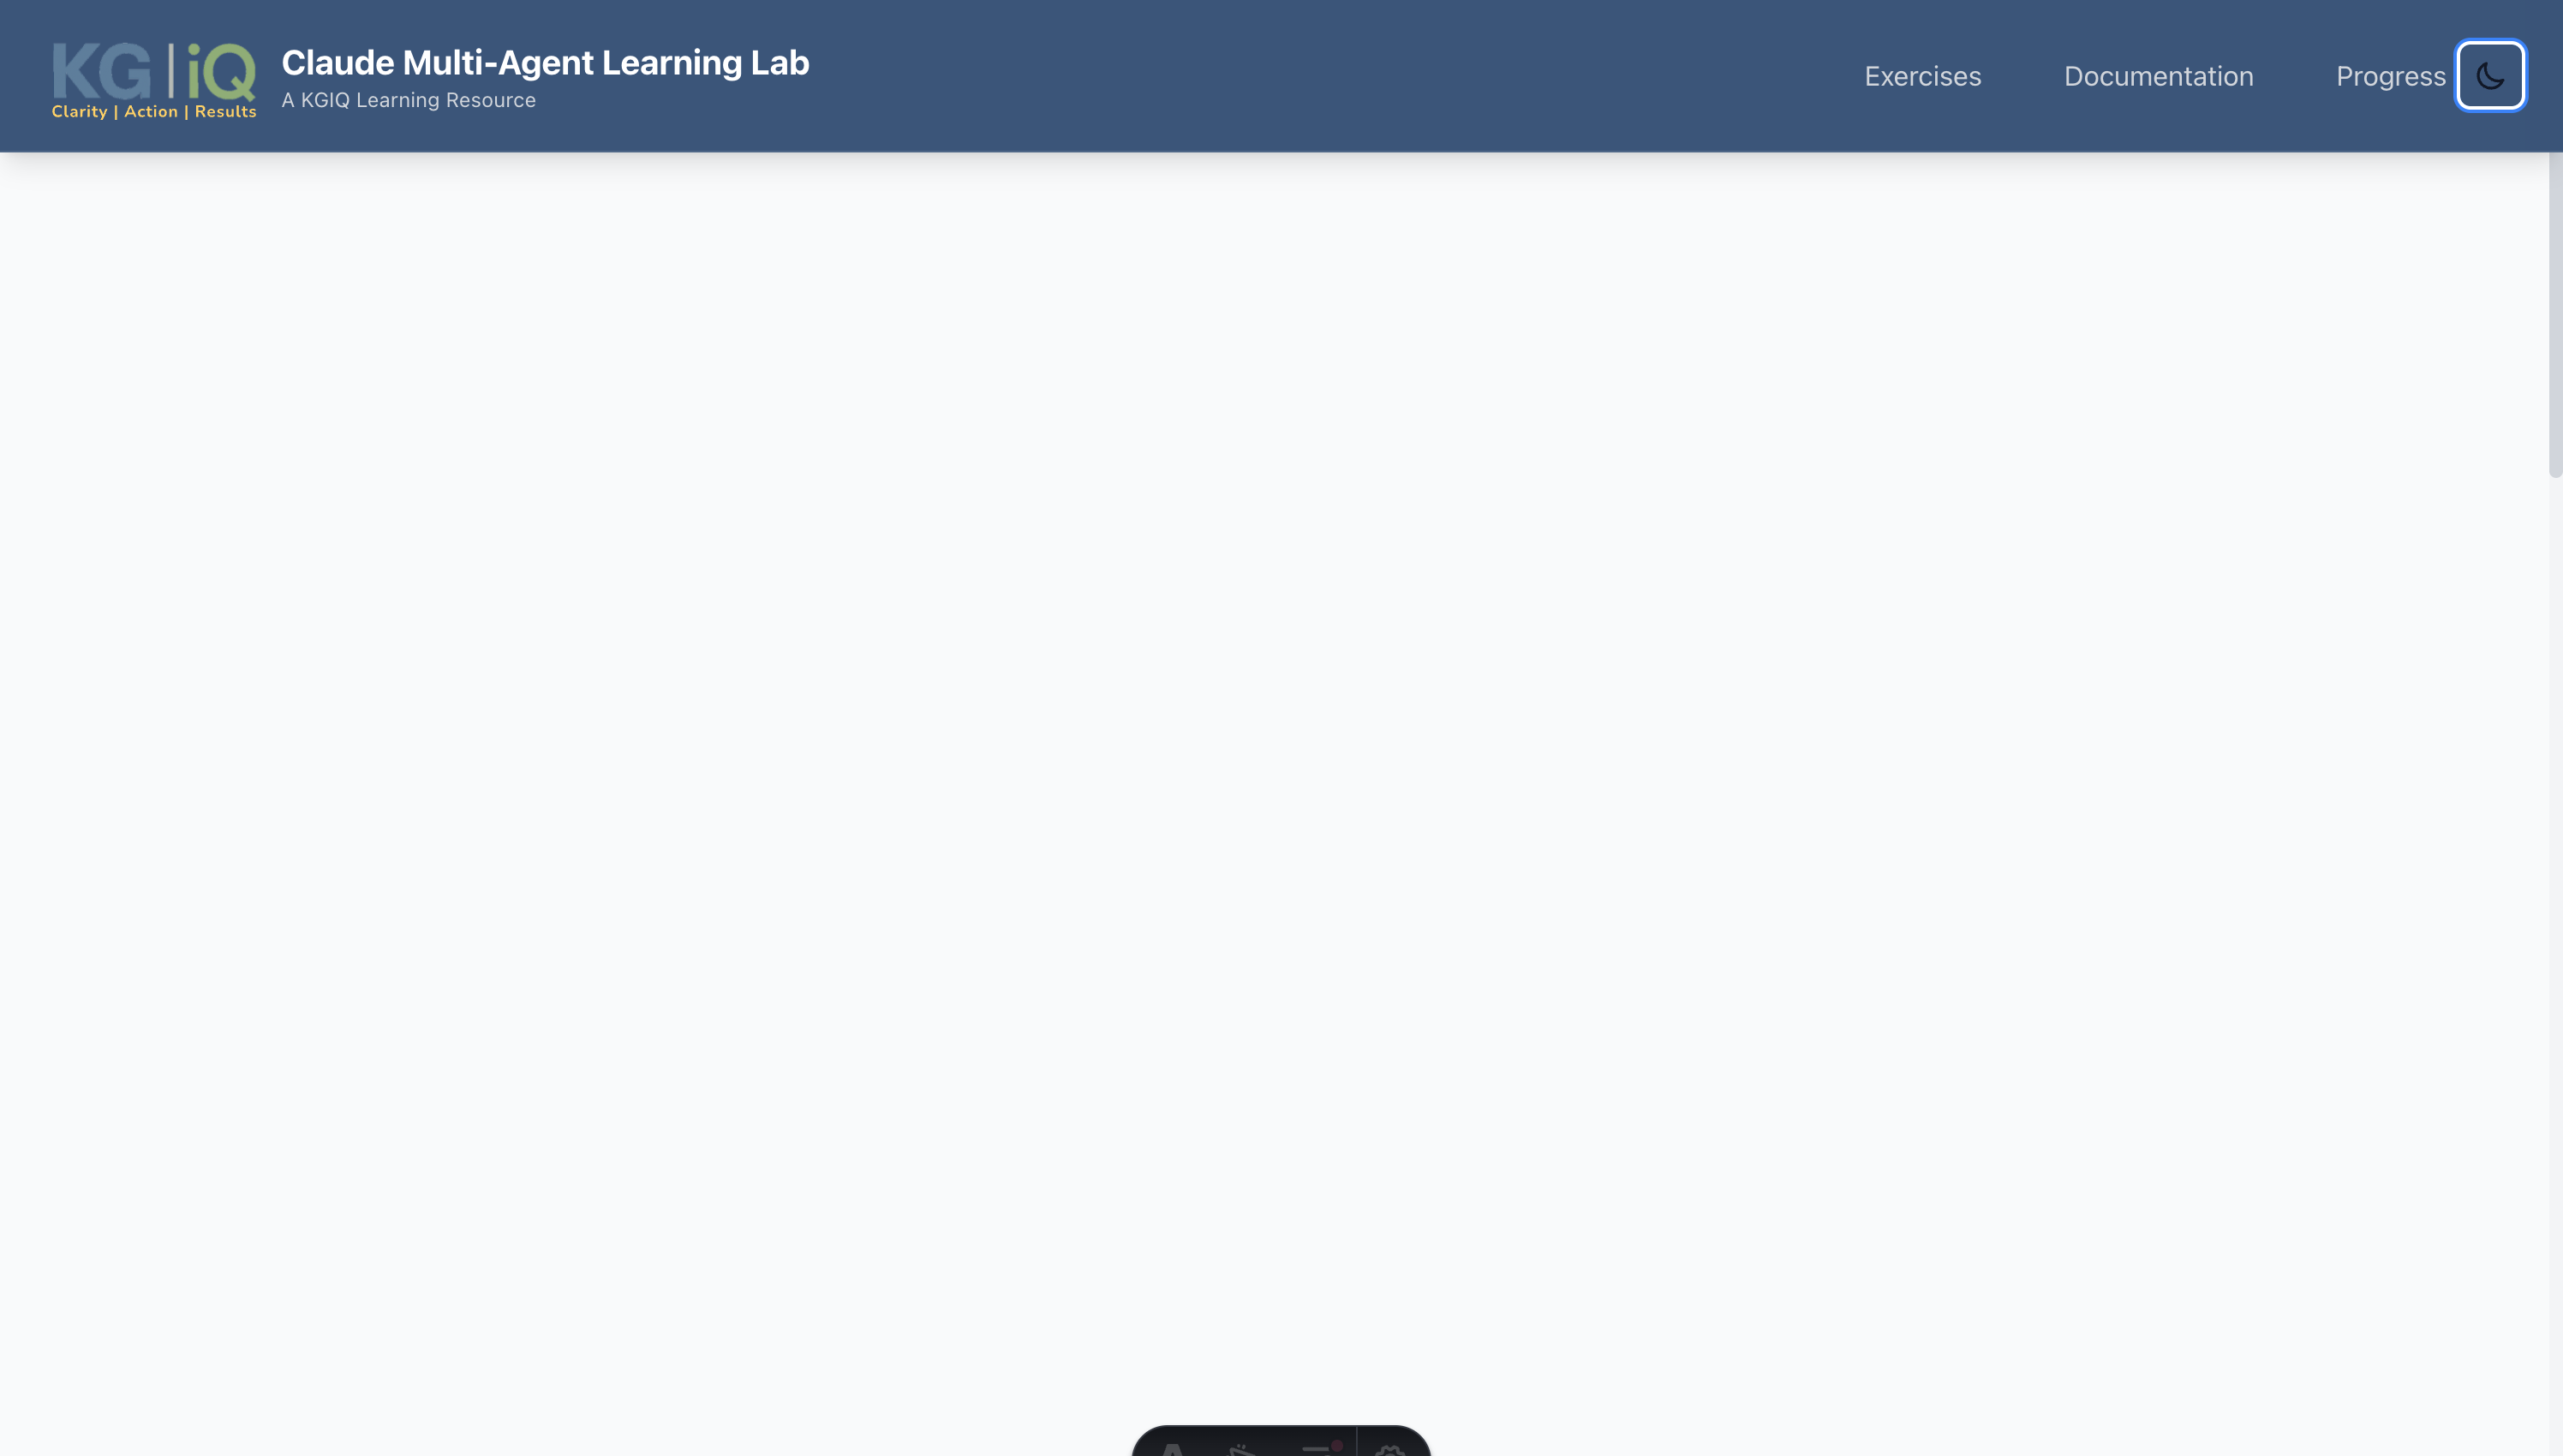 KG|iQ
Clarity | Action | Results
Claude Multi-Agent Learning Lab
A KGIQ Learning Resource
Exercises
Documentation
Progress